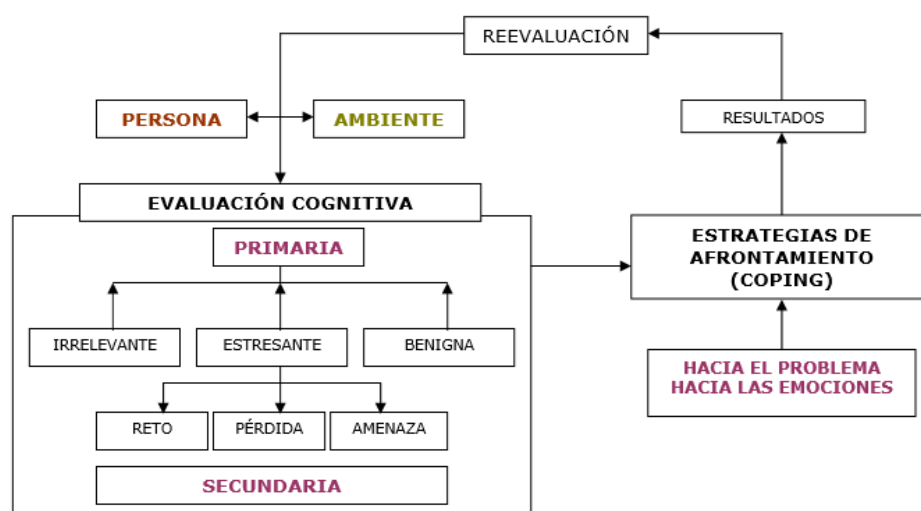 REEVALUACIÓN
PERSONA
AMBIENTE
RESULTADOS
EVALUACIÓN COGNITIVA
PRIMARIA
IRRELEVANTE
ESTRESANTE
BENIGNA
RETO
PÉRDIDA
AMENAZA
SECUNDARIA
ESTRATEGIAS DE
AFRONTAMIENTO
(COPING)
HACIA EL PROBLEMA
HACIA LAS EMOCIONES